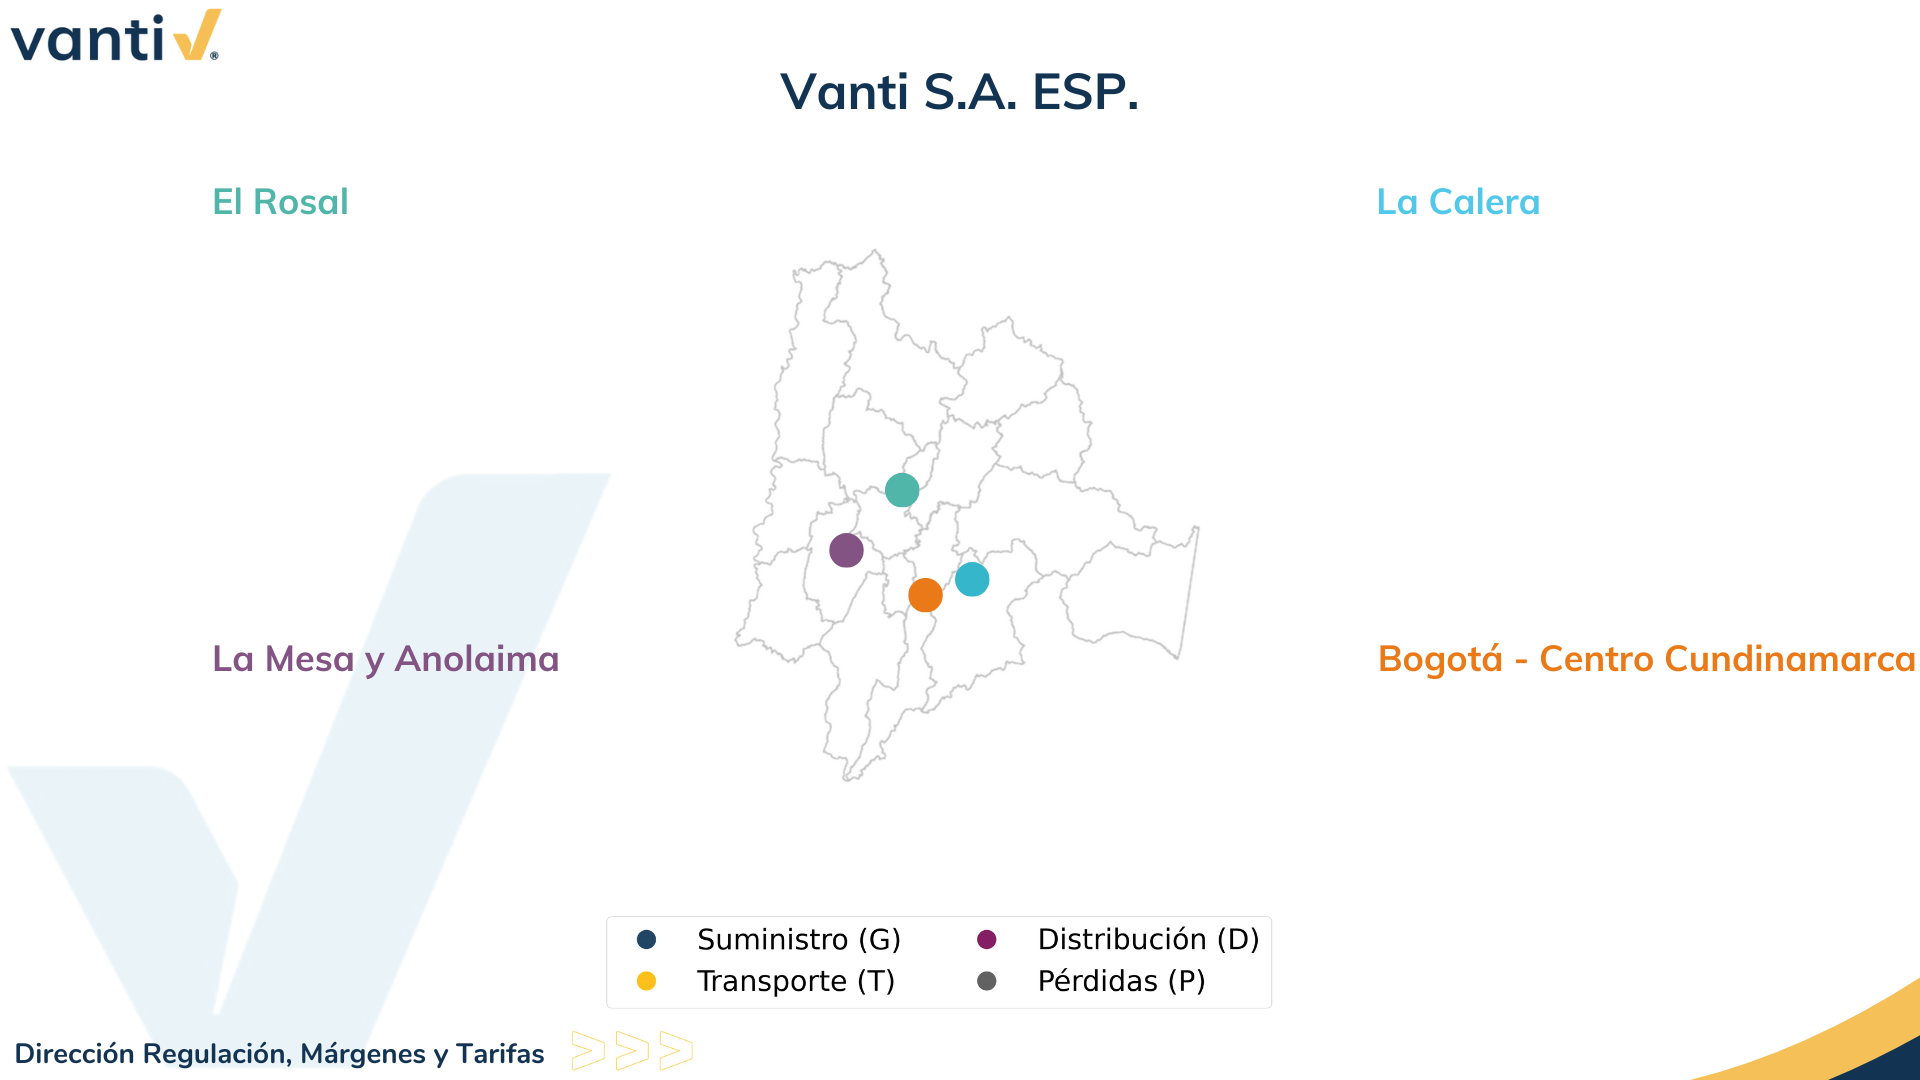 vanti
Vanti S.A. ESP.
El Rosal
La Calera
La Mesa y Anolaima
Bogotá - Centro Cundinamarca
Suministro (G)
Distribución (D)
Transporte (T)
Pérdidas (P)
Dirección Regulación, Márgenes y Tarifas >>>